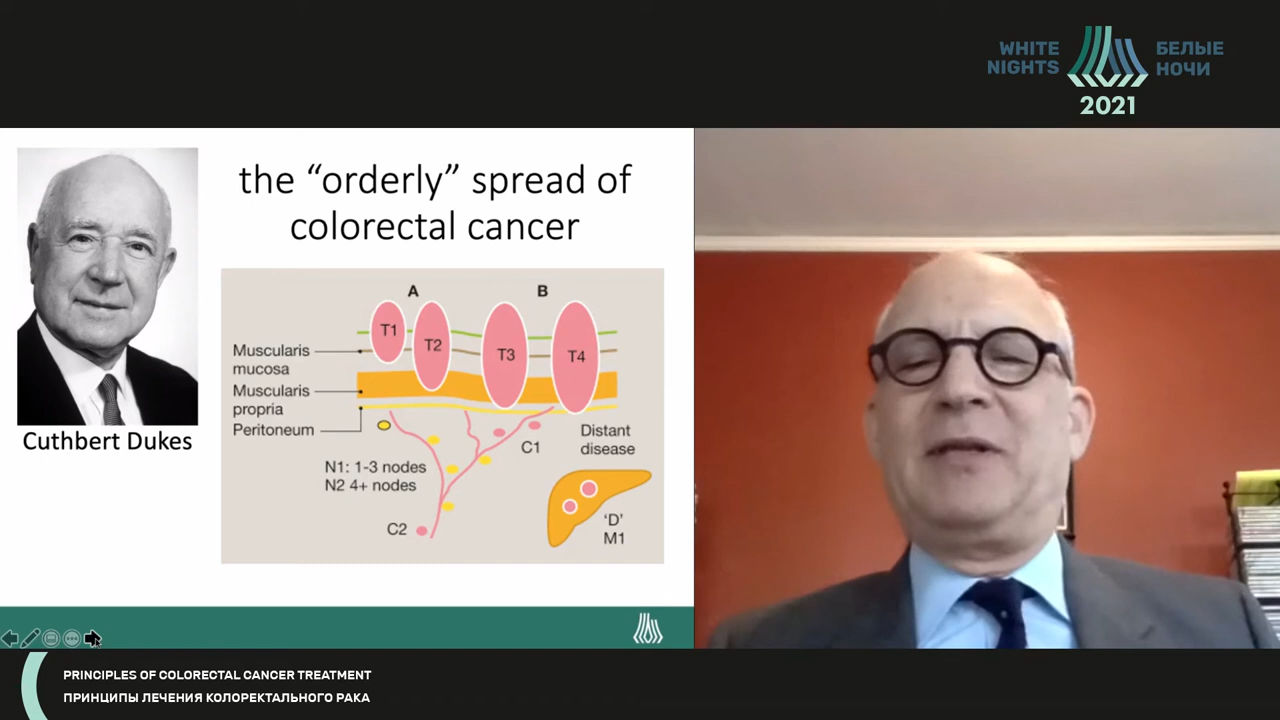 WHITE
NIGHTS
БЕЛЫЕ
НОЧИ
2021
the “orderly” spread of
colorectal cancer
Cuthbert Dukes
A
B
T1
T2
T3
T4
Muscularis
mucosa
Muscularis
propria
Peritoneum
N1: 1-3 nodes
N2 4+ nodes
C1
C2
Distant
disease
‘D’
M1
PRINCIPLES OF COLORECTAL CANCER TREATMENT
ПРИНЦИПЫ ЛЕЧЕНИЯ КОЛОРЕКТАЛЬНОГО РАКА